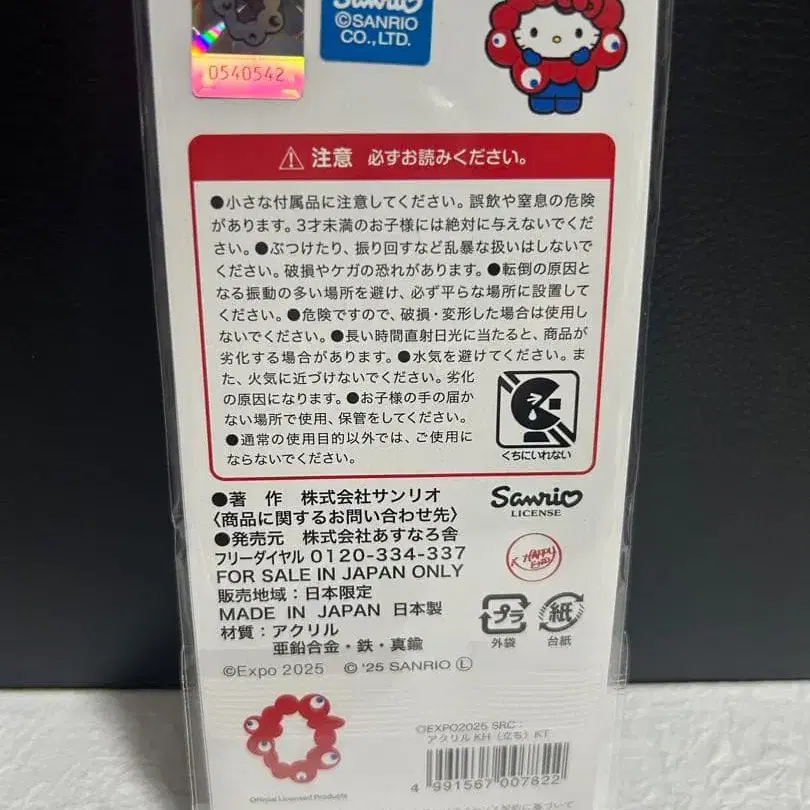 0540542
Sanrio
©SANRIO
CO., LTD.
⚠ 注意 必ずお読みください。
●小さな付属品に注意してください。誤飲や窒息の危険
があります。3才未満のお子様には絶対に与えないでくだ
さい。●ぶつけたり、振り回すなど乱暴な扱いはしないで
ください。破損やケガの恐れがあります。●転倒の原因と
なる振動の多い場所を避け、必ず平らな場所に設置して
ください。●危険ですので、破損・変形した場合は使用し
ないでください。●長い時間直射日光に当たると、商品が
劣化する場合があります。●水気を避けてください。ま
た、火気に近づけないでください。劣化
の原因になります。●お子様の手の届か
ない場所で使用、保管をしてください。
●通常の使用目的以外では、ご使用に
ならないでください。
くちにいれない
●著 作 株式会社サンリオ
〈商品に関するお問い合わせ先〉
●発売元 株式会社あすなろ舎
フリーダイヤル 0120-334-337
FOR SALE IN JAPAN ONLY
販売地域：日本限定
MADE IN JAPAN 日本製
材質：アクリル
亜鉛合金・鉄・真鍮
©Expo 2025 © '25 SANRIO Ⓛ
Sanrio
LICENSE
HAPPY
END
プラ
外袋
紙
台紙
Official Licensed Products
©EXPO2025 SRC:
アクリルKH（立ち）KT
4 991567 007822